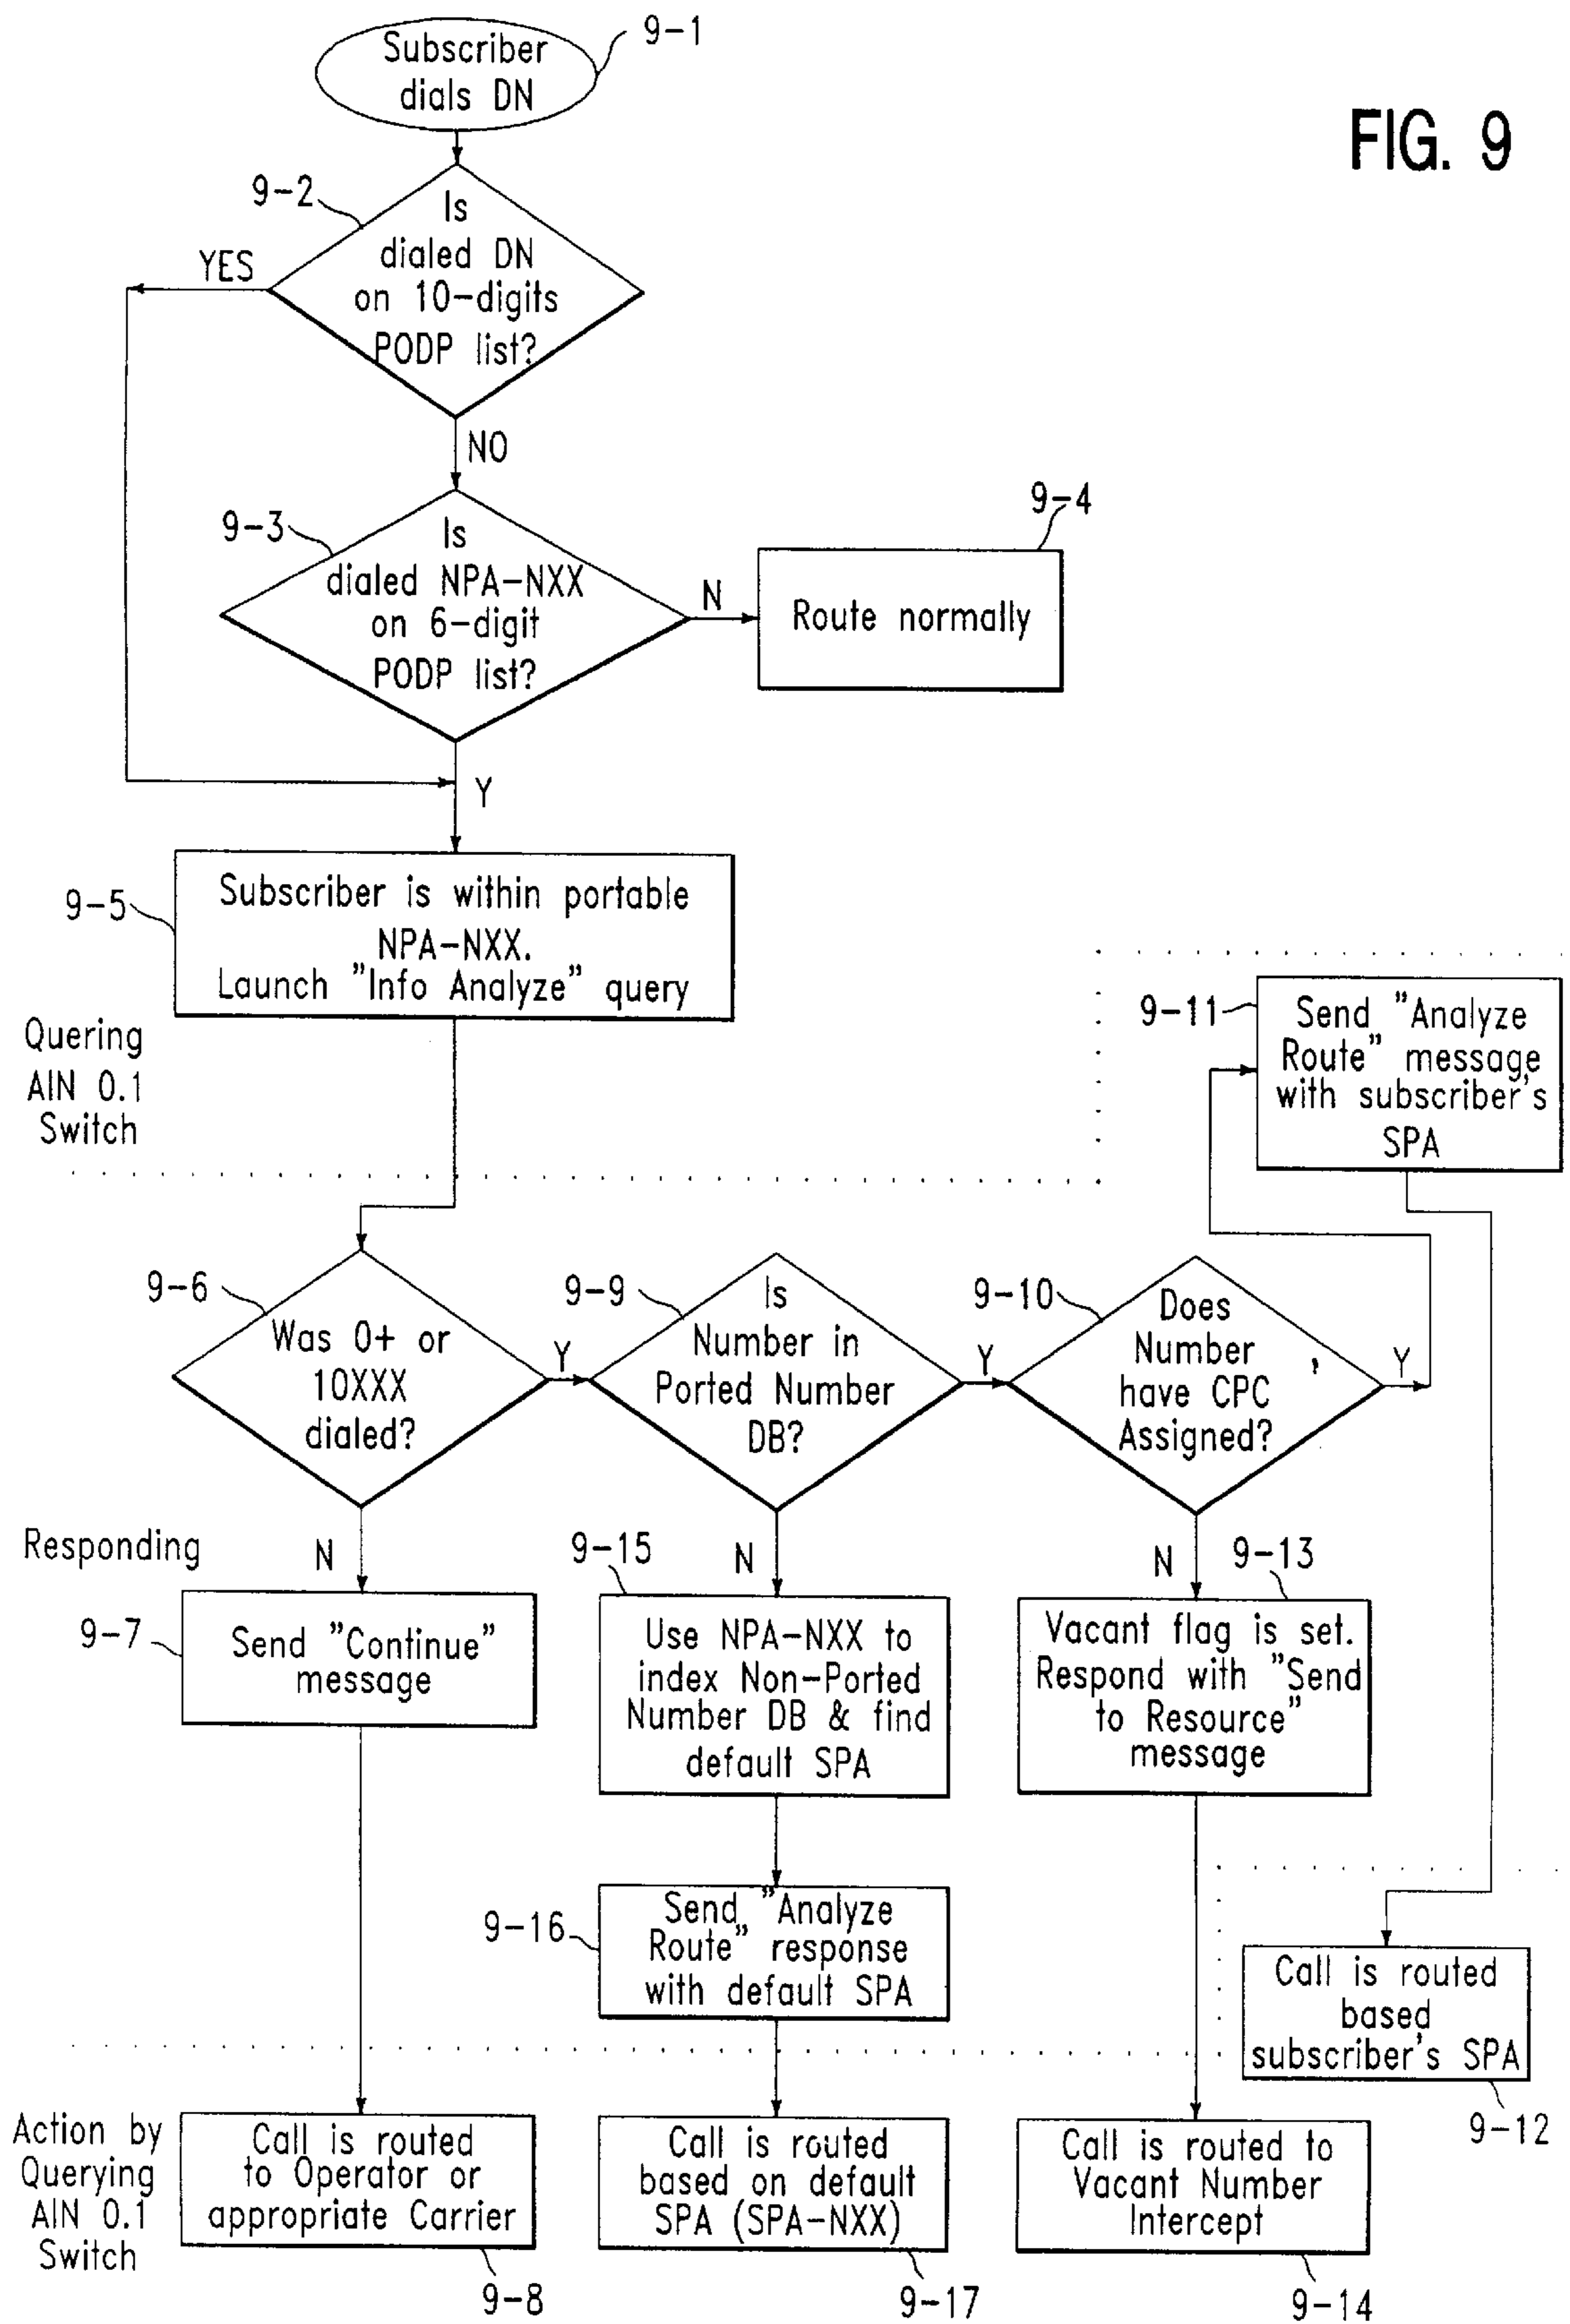 Subscriber
dials DN
9-1
FIG. 9
9-2
Is
dialed DN
on 10-digits
PODP list?
YES
NO
9-3
Is
dialed NPA-NXX
on 6-digit
PODP list?
N
9-4
Route normally
Y
9-5
Subscriber is within portable
NPA-NXX.
Launch "Info Analyze" query
Quering
AIN 0.1
Switch
9-11
Send "Analyze
Route" message
with subscriber's
SPA
9-6
Was 0+ or
10XXX
dialed?
Y
9-9
Is
Number in
Ported Number
DB?
Y
9-10
Does
Number
have CPC
Assigned?
Y
Responding
N
9-7
Send "Continue"
message
9-15
N
Use NPA-NXX to
index Non-Ported
Number DB & find
default SPA
N
9-13
Vacant flag is set.
Respond with "Send
to Resource"
message
9-16
Send "Analyze
Route" response
with default SPA
Call is routed
based
subscriber's SPA
9-12
Action by
Querying
AIN 0.1
Switch
Call is routed
to Operator or
appropriate Carrier
9-8
Call is routed
based on default
SPA (SPA-NXX)
9-17
Call is routed to
Vacant Number
Intercept
9-14